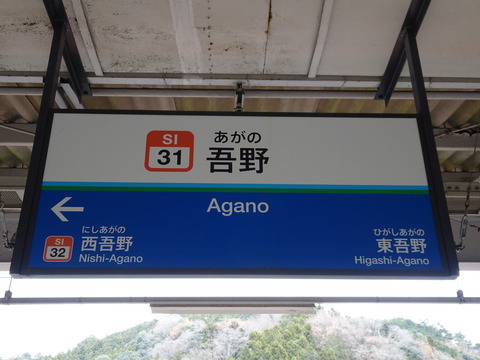 あがの
SI
31
吾野
Agano
←
にしあがの
SI
32
西吾野
Nishi-Agano
ひがしあがの
東吾野
Higashi-Agano